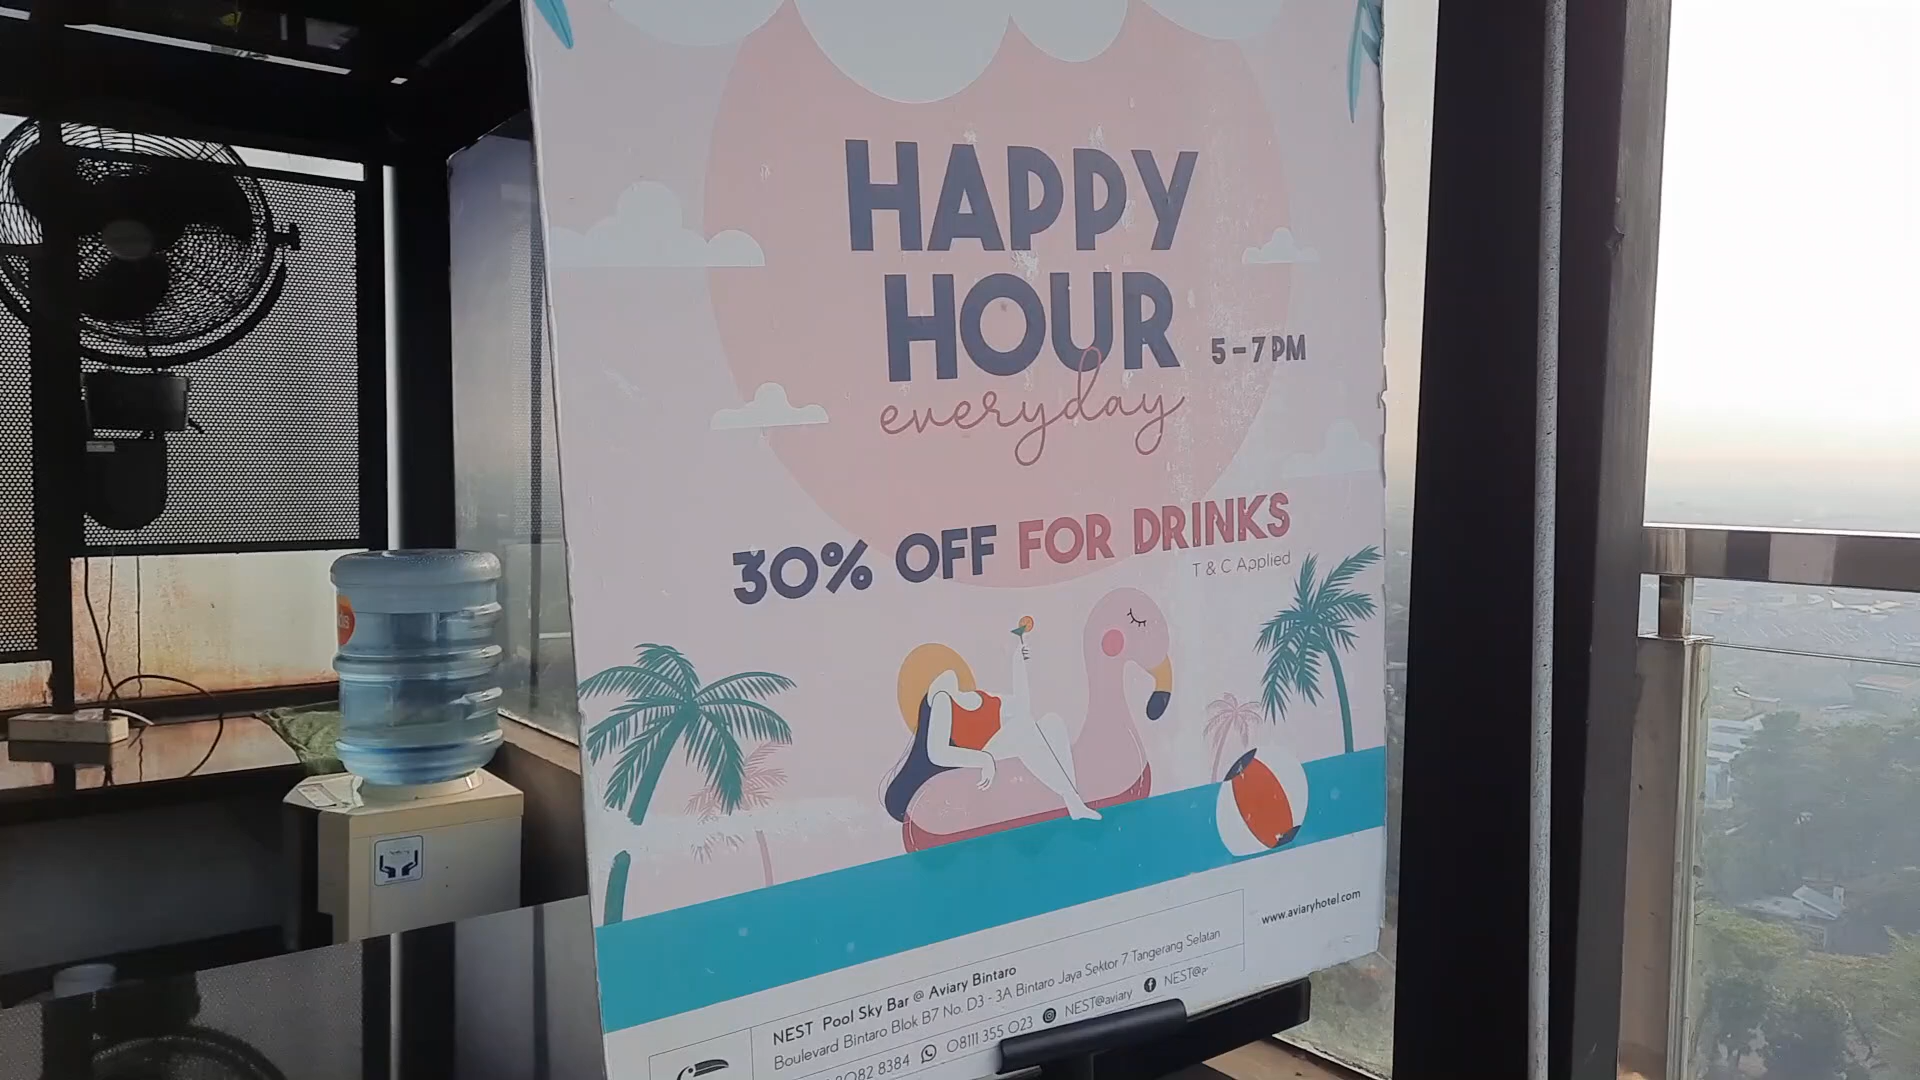 HAPPY
HOUR
5-7 PM
everyday
30% OFF FOR DRINKS
T & C Applied
www.aviaryhotel.com
NEST Pool Sky Bar @ Aviary Bintaro
Boulevard Bintaro Blok B7 No. D3 - 3A Bintaro Jaya Sektor 7 Tangerang Selatan
8384 08111 355 023 NEST@aviary